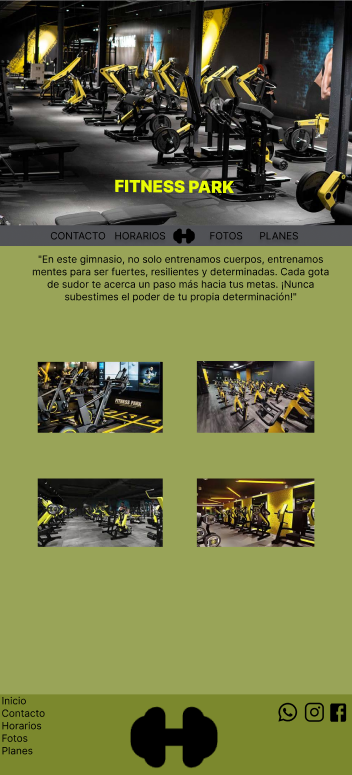 FITNESS PARK
CONTACTO HORARIOS FOTOS PLANES
"En este gimnasio, no solo entrenamos cuerpos, entrenamos
mentes para ser fuertes, resilientes y determinadas. Cada gota
de sudor te acerca un paso más hacia tus metas. ¡Nunca
subestimes el poder de tu propia determinación!"
FITNESS PARK
Inicio
Contacto
Horarios
Fotos
Planes